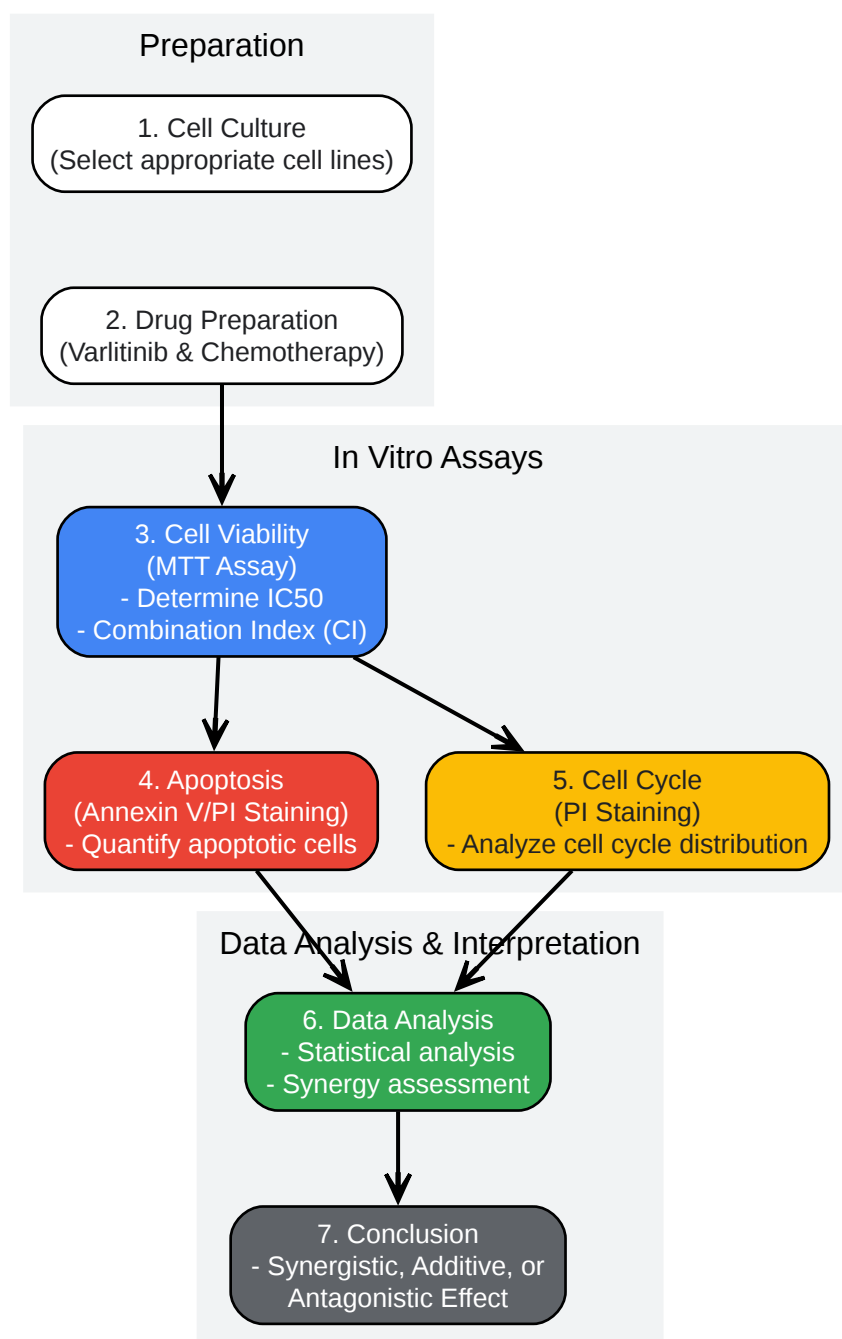 Preparation
1. Cell Culture
(Select appropriate cell lines)
2. Drug Preparation
(Varlitinib & Chemotherapy)
In Vitro Assays
3. Cell Viability
(MTT Assay)
- Determine IC50
- Combination Index (CI)
4. Apoptosis
(Annexin V/PI Staining)
- Quantify apoptotic cells
5. Cell Cycle
(PI Staining)
- Analyze cell cycle distribution
Data Analysis & Interpretation
6. Data Analysis
- Statistical analysis
- Synergy assessment
7. Conclusion
- Synergistic, Additive, or
Antagonistic Effect